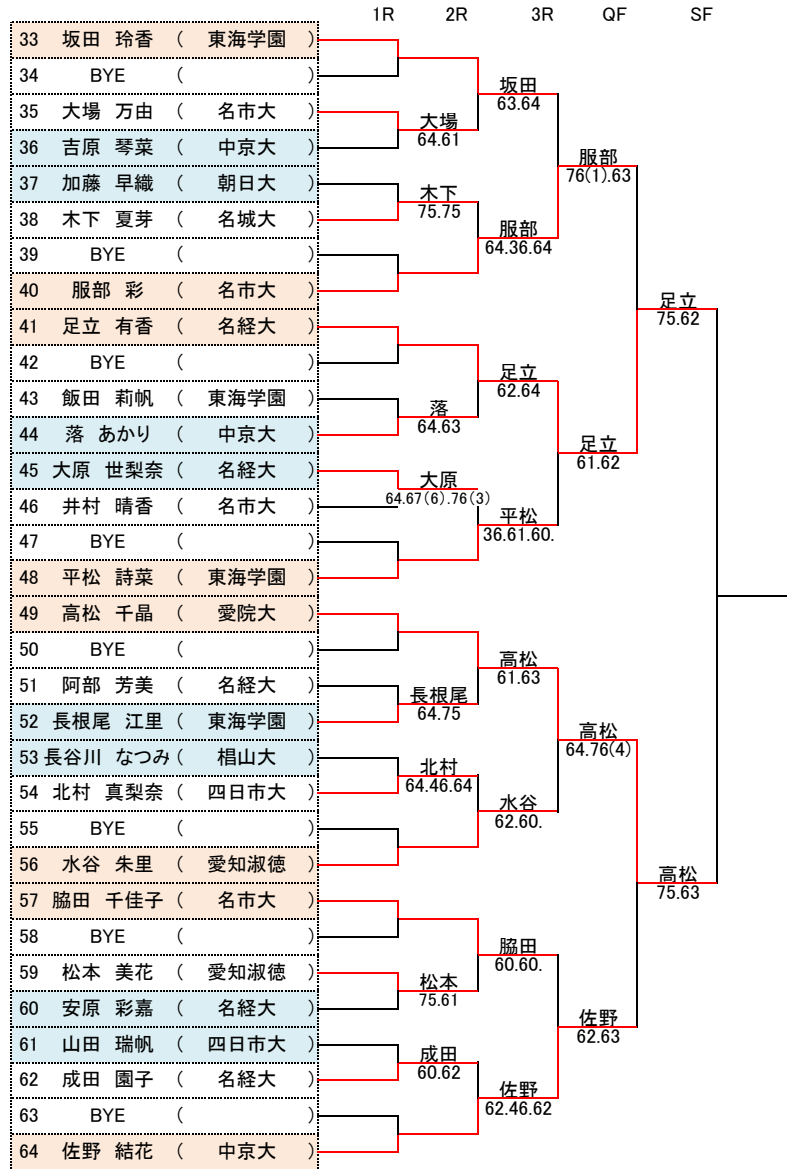 1R 2R 3R QF SF
33 坂田 玲香 ( 東海学園 )
34 BYE ( )
35 大場 万由 ( 名市大 )
36 吉原 琴菜 ( 中京大 )
37 加藤 早織 ( 朝日大 )
38 木下 夏芽 ( 名城大 )
39 BYE ( )
40 服部 彩 ( 名市大 )
41 足立 有香 ( 名経大 )
42 BYE ( )
43 飯田 莉帆 ( 東海学園 )
44 落 あかり ( 中京大 )
45 大原 世梨奈 ( 名経大 )
46 井村 晴香 ( 名市大 )
47 BYE ( )
48 平松 詩菜 ( 東海学園 )
49 高松 千晶 ( 愛院大 )
50 BYE ( )
51 阿部 芳美 ( 名経大 )
52 長根尾 江里 ( 東海学園 )
53 長谷川 なつみ ( 椙山大 )
54 北村 真梨奈 ( 四日市大 )
55 BYE ( )
56 水谷 朱里 ( 愛知淑徳 )
57 脇田 千佳子 ( 名市大 )
58 BYE ( )
59 松本 美花 ( 愛知淑徳 )
60 安原 彩嘉 ( 名経大 )
61 山田 瑞帆 ( 四日市大 )
62 成田 園子 ( 名経大 )
63 BYE ( )
64 佐野 結花 ( 中京大 )
大場
64.61
木下
75.75
落
64.63
大原
64.67(6).76(3)
長根尾
64.75
北村
64.46.64
松本
75.61
成田
60.62
坂田
63.64
服部
64.36.64
足立
62.64
平松
36.61.60.
高松
61.63
水谷
62.60.
脇田
60.60.
佐野
62.46.62
服部
76(1).63
足立
61.62
高松
64.76(4)
佐野
62.63
足立
75.62
高松
75.63